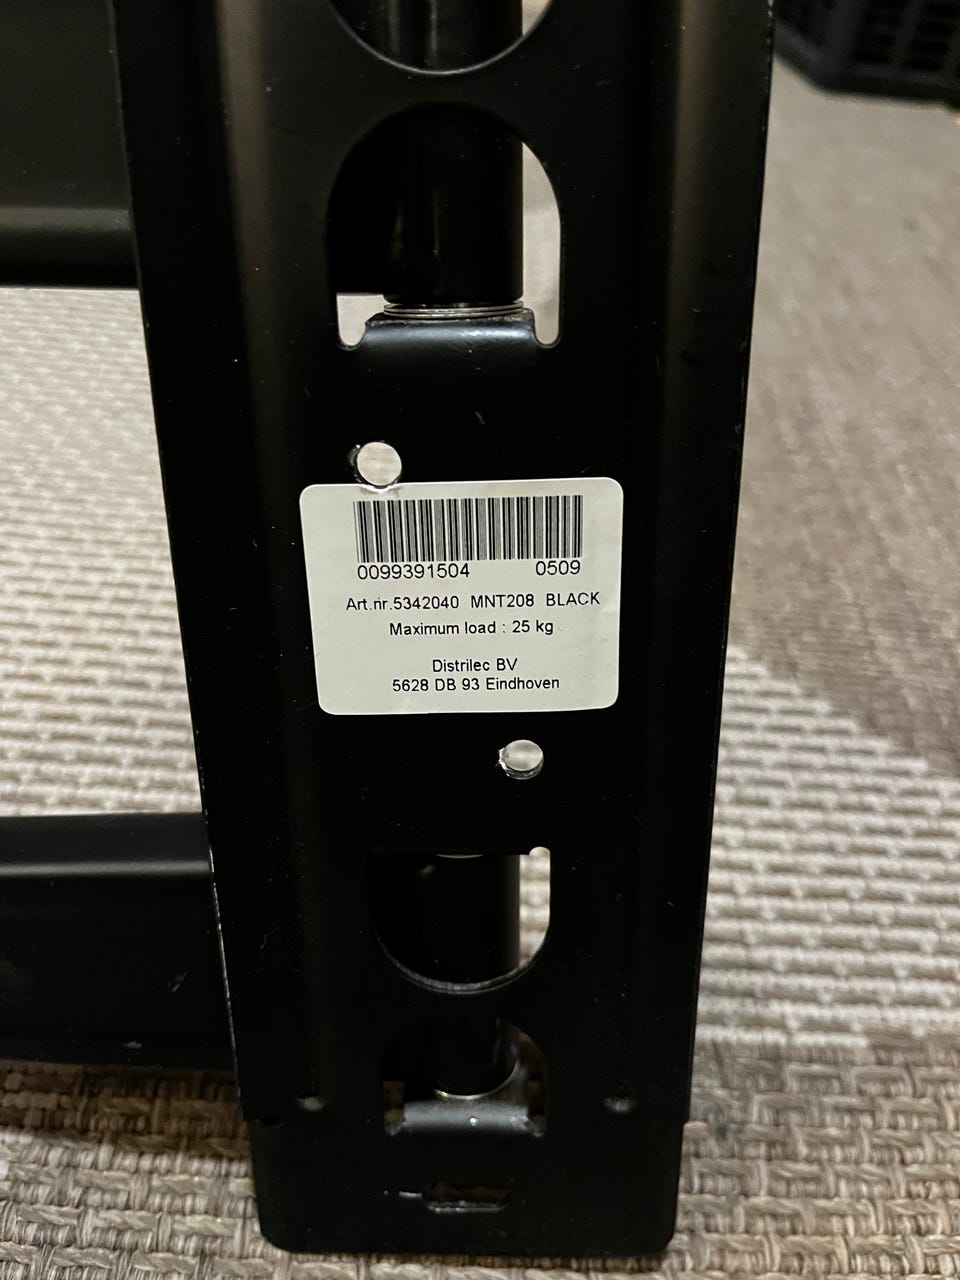 0099391504 0509
Art.nr.5342040 MNT208 BLACK
Maximum load : 25 kg
Distrilec BV
5628 DB 93 Eindhoven